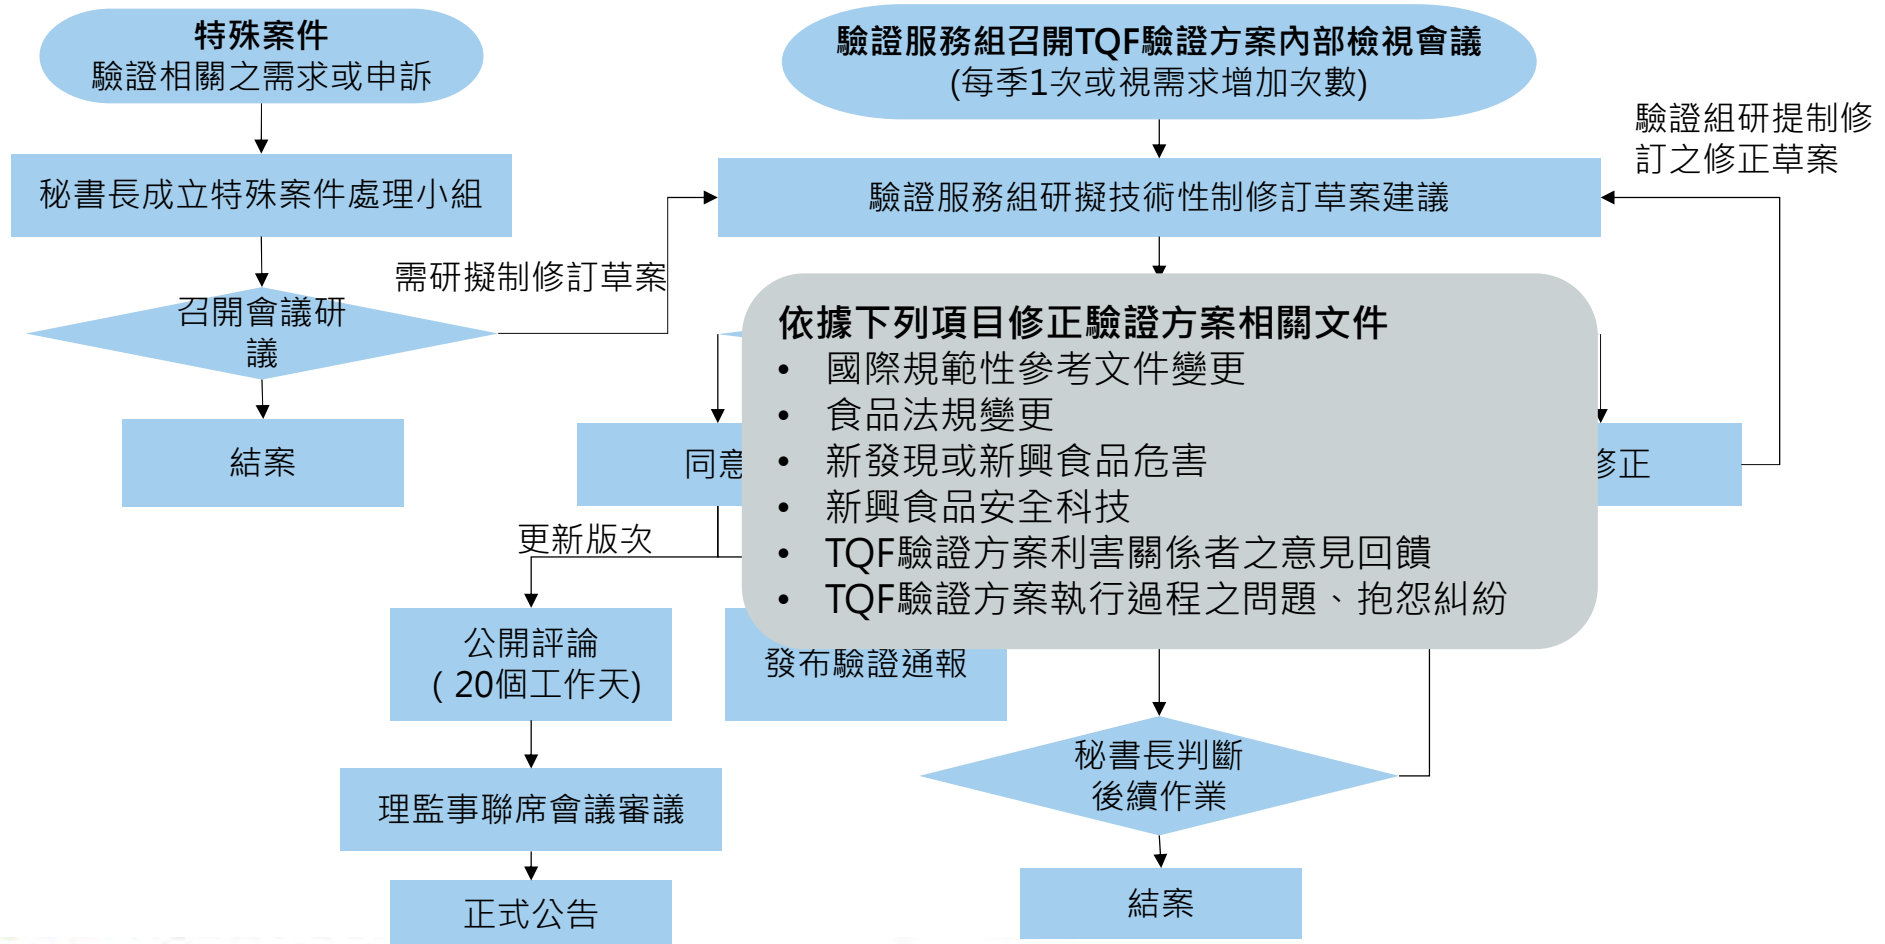 特殊案件
驗證相關之需求或申訴
驗證服務組召開TQF驗證方案內部檢視會議
(每季1次或視需求增加次數)
驗證組研提制修
訂之修正草案
秘書長成立特殊案件處理小組
驗證服務組研擬技術性制修訂草案建議
需研擬制修訂草案
召開會議研
議
依據下列項目修正驗證方案相關文件
• 國際規範性參考文件變更
• 食品法規變更
• 新發現或新興食品危害
• 新興食品安全科技
• TQF驗證方案利害關係者之意見回饋
• TQF驗證方案執行過程之問題、抱怨糾紛
結案
同意
修正
更新版次
公開評論
( 20個工作天)
發布驗證通報
秘書長判斷
後續作業
理監事聯席會議審議
正式公告
結案